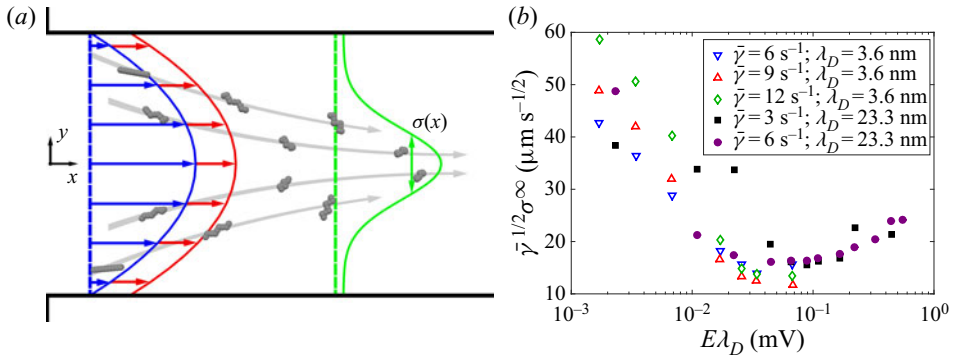 (a)
y
x
σ(x)
(b)
60
50
40
30
20
10
γ̄^{1/2}σ^∞ (μm s^{−1/2})
γ̄ = 6 s⁻¹; λ_D = 3.6 nm
γ̄ = 9 s⁻¹; λ_D = 3.6 nm
γ̄ = 12 s⁻¹; λ_D = 3.6 nm
γ̄ = 3 s⁻¹; λ_D = 23.3 nm
γ̄ = 6 s⁻¹; λ_D = 23.3 nm
10⁻³ 10⁻² 10⁻¹ 10⁰
Eλ_D (mV)